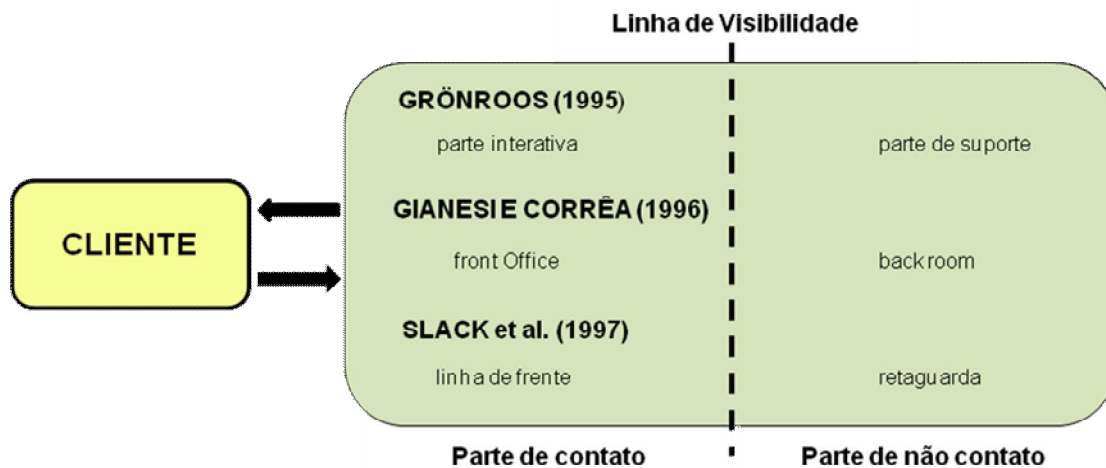 Linha de Visibilidade
GRÖNROOS (1995)
parte interativa
parte de suporte
GIANESI E CORRÊA (1996)
CLIENTE
front Office
backroom
SLACK et al. (1997)
linha de frente
retaguarda
Parte de contato
Parte de não contato